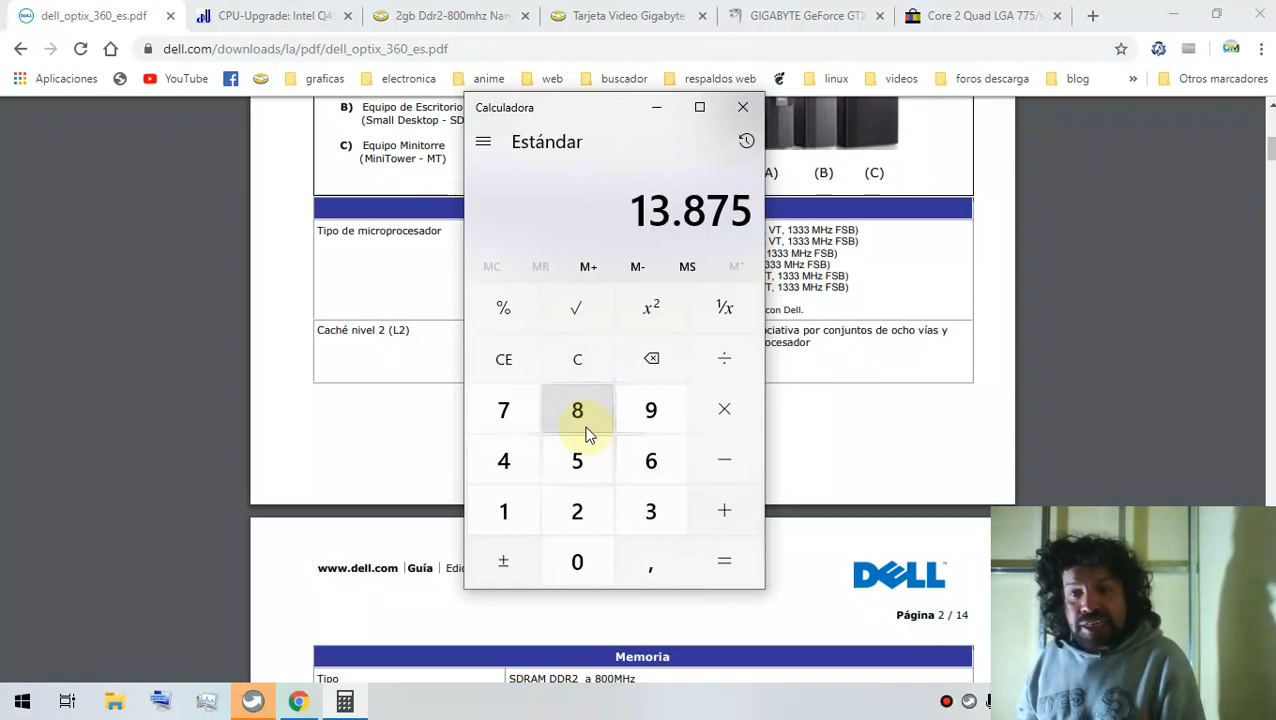 dell_optix_360_es.pdf
CPU-Upgrade: Intel Q4
2gb Ddr2-800mhz Nan
Tarjeta Video Gigabyte
GIGABYTE GeForce GTX
Core 2 Quad LGA 775/s
dell.com/downloads/la/pdf/dell_optix_360_es.pdf
Aplicaciones
YouTube
graficas
electronica
anime
web
buscador
respaldos web
linux
videos
foros descarga
blog
»
Otros marcadores
B) Equipo de Escritorio
(Small Desktop - SD
C) Equipo Minitorre
(MiniTower - MT)
A) (B) (C)
Calculadora
Estándar
13.875
MC MR M+ M- MS M˅
% √ x² ¹/x
CE C ÷
7 8 9 ×
4 5 6 −
1 2 3 +
± 0 , =
Tipo de microprocesador
VT, 1333 MHz FSB)
VT, 1333 MHz FSB)
1333 MHz FSB)
1333 MHz FSB)
T, 1333 MHz FSB)
T, 1333 MHz FSB)
con Dell.
Caché nivel 2 (L2)
ciativa por conjuntos de ocho vías y
ocesador
www.dell.com | Guía | Edi
DELL
Página 2 / 14
Memoria
Tipo
SDRAM DDR2 a 800MHz